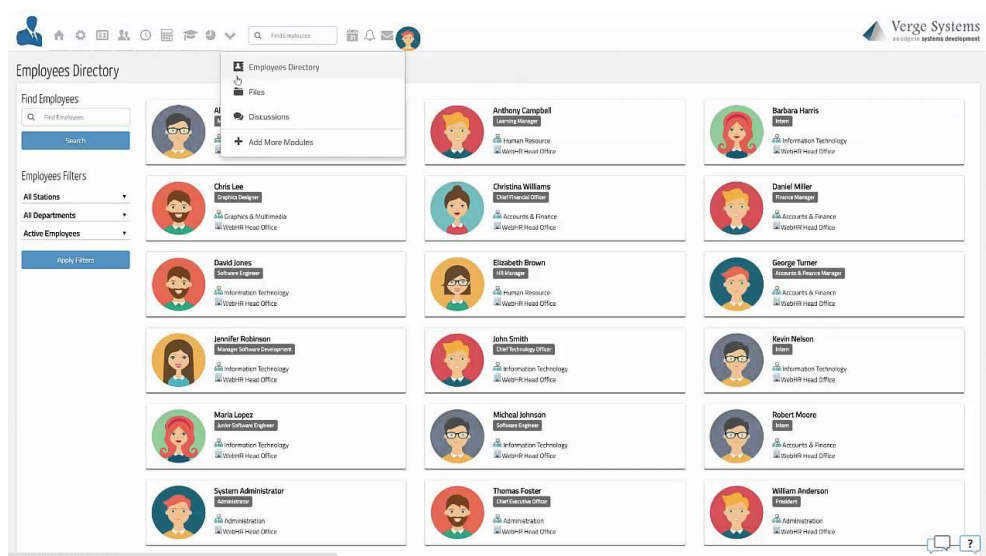 Find Employees
31
Verge Systems
an edge in systems development
Employees Directory
Employees Directory
Files
Discussions
Add More Modules
Find Employees
Find Employees
Search
Employees Filters
All Stations
All Departments
Active Employees
Apply Filters
Al
Anthony Campbell
Learning Manager
Human Resource
WebHR Head Office
Barbara Harris
Intern
Information Technology
WebHR Head Office
Chris Lee
Graphics Designer
Graphics & Multimedia
WebHR Head Office
Christina Williams
Chief Financial Officer
Accounts & Finance
WebHR Head Office
Daniel Miller
Finance Manager
Accounts & Finance
WebHR Head Office
David Jones
Software Engineer
Information Technology
WebHR Head Office
Elizabeth Brown
HR Manager
Human Resource
WebHR Head Office
George Turner
Accounts & Finance Manager
Accounts & Finance
WebHR Head Office
Jennifer Robinson
Manager Software Development
Information Technology
WebHR Head Office
John Smith
Chief Technology Officer
Information Technology
WebHR Head Office
Kevin Nelson
Intern
Information Technology
WebHR Head Office
Maria Lopez
Junior Software Engineer
Information Technology
WebHR Head Office
Micheal Johnson
Software Engineer
Information Technology
WebHR Head Office
Robert Moore
Intern
Accounts & Finance
WebHR Head Office
System Administrator
Administrator
Administration
WebHR Head Office
Thomas Foster
Chief Executive Officer
Administration
WebHR Head Office
William Anderson
President
Administration
WebHR Head Office
?